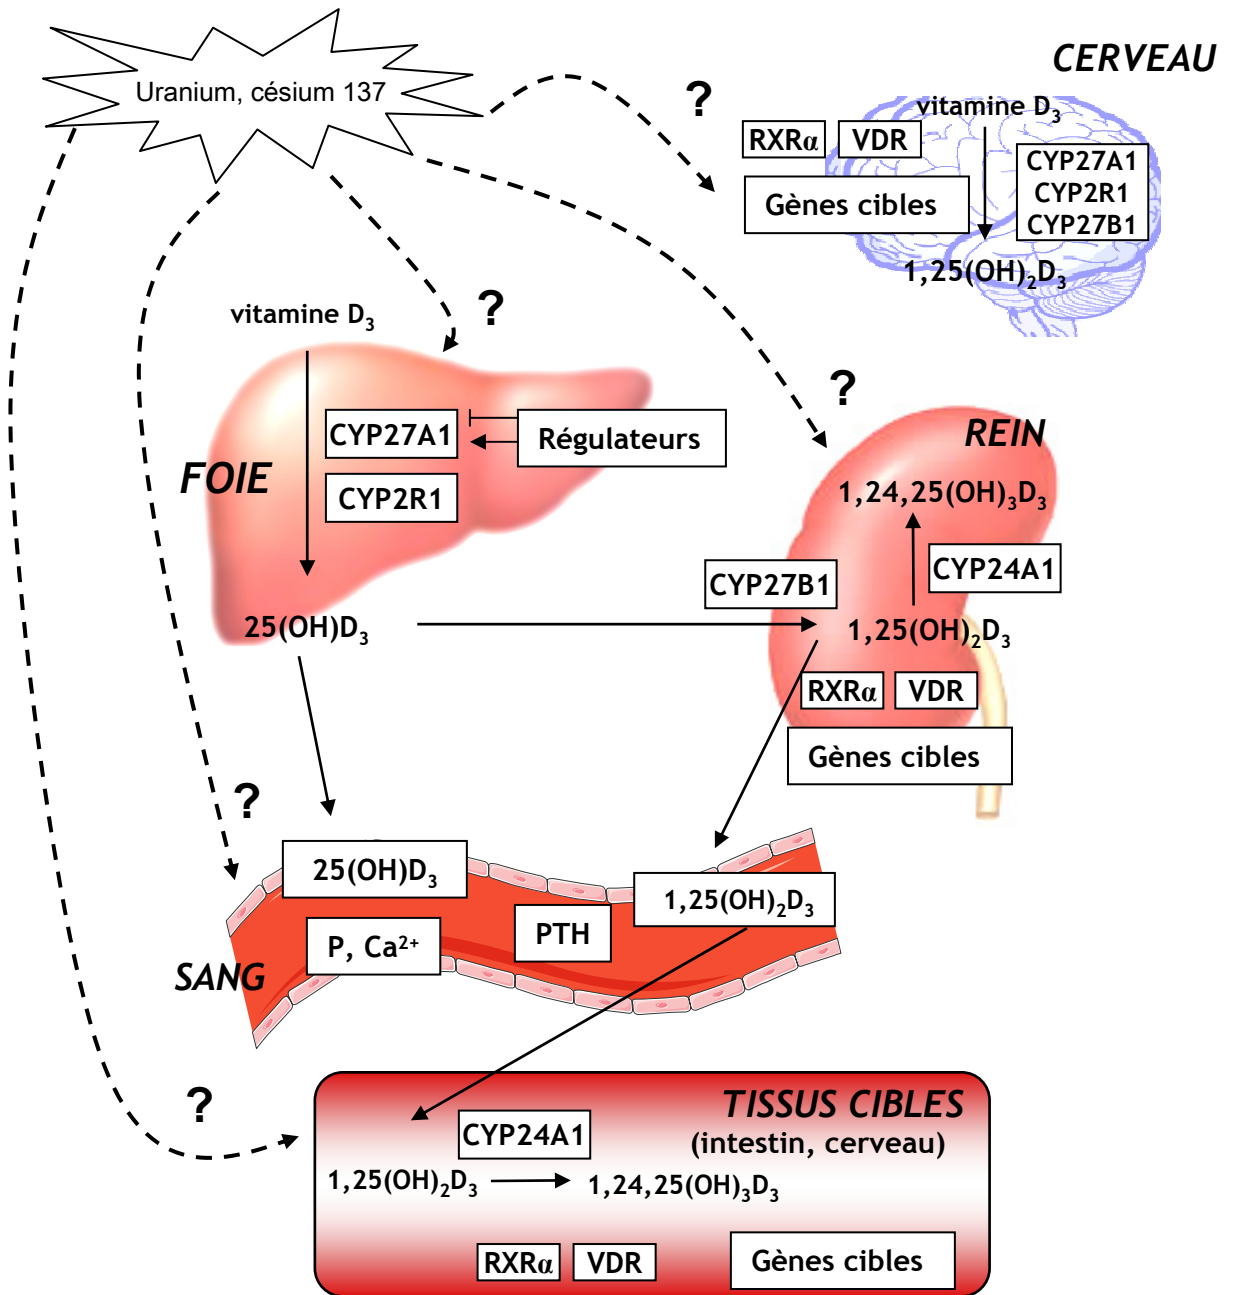 Uranium, césium 137
CERVEAU
?
vitamine D₃
RXRα
VDR
CYP27A1
CYP2R1
CYP27B1
Gènes cibles
1,25(OH)₂D₃
?
vitamine D₃
?
CYP27A1
Régulateurs
FOIE
CYP2R1
25(OH)D₃
REIN
1,24,25(OH)₃D₃
CYP27B1
CYP24A1
1,25(OH)₂D₃
RXRα
VDR
Gènes cibles
?
25(OH)D₃
1,25(OH)₂D₃
P, Ca²⁺
PTH
SANG
?
TISSUS CIBLES
(intestin, cerveau)
CYP24A1
1,25(OH)₂D₃
1,24,25(OH)₃D₃
RXRα
VDR
Gènes cibles